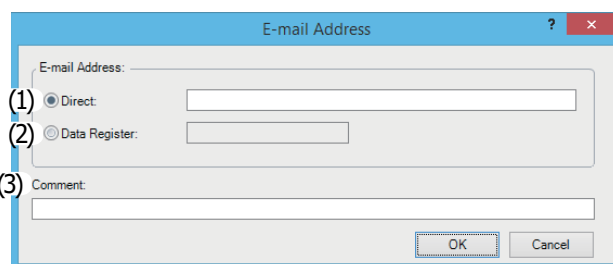 E-mail Address
?
×
E-mail Address:
(1) Direct:
(2) Data Register:
(3) Comment:
OK Cancel